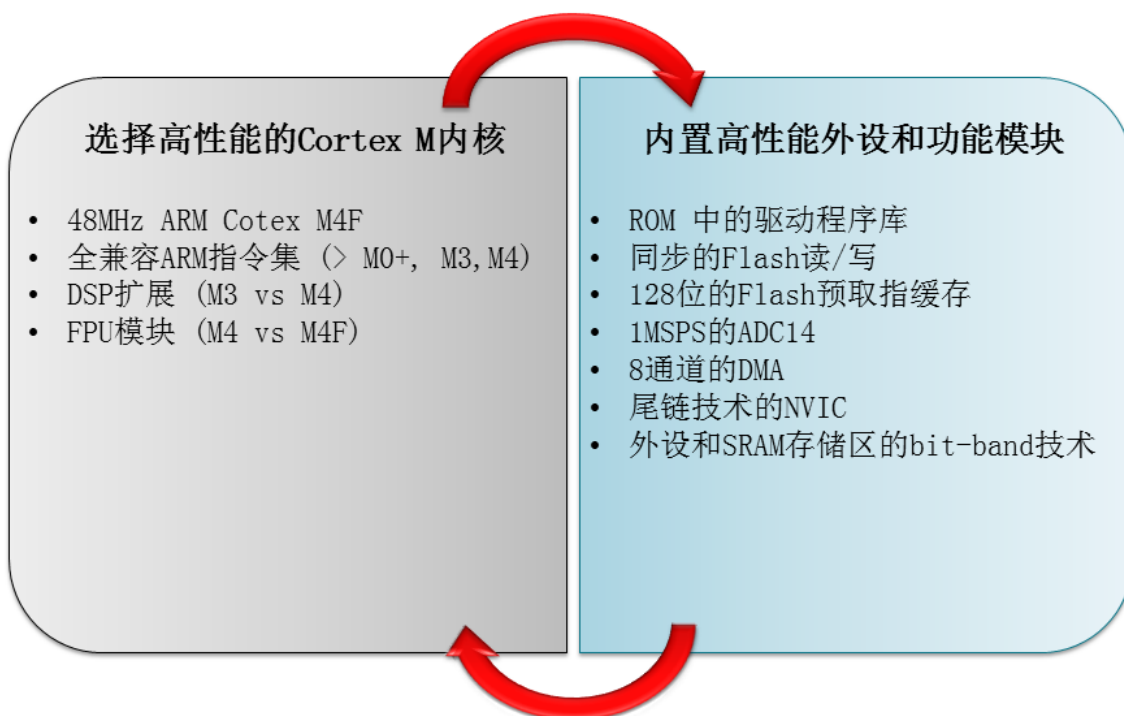 选择高性能的Cortex M内核
• 48MHz ARM Cotex M4F
• 全兼容ARM指令集 (> M0+, M3,M4)
• DSP扩展 (M3 vs M4)
• FPU模块 (M4 vs M4F)
内置高性能外设和功能模块
• ROM 中的驱动程序库
• 同步的Flash读/写
• 128位的Flash预取指缓存
• 1MSPS的ADC14
• 8通道的DMA
• 尾链技术的NVIC
• 外设和SRAM存储区的bit-band技术